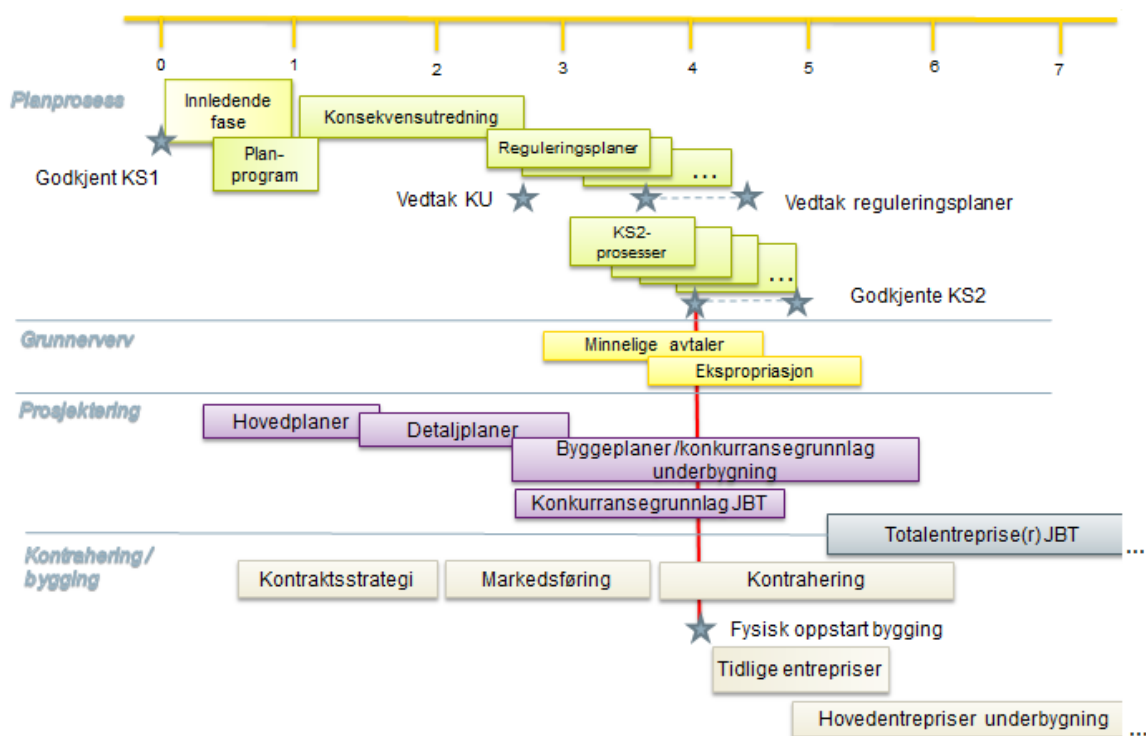 0 1 2 3 4 5 6 7
Planprosess
Innledende
fase
Konsekvensutredning
Plan-
program
Reguleringsplaner
...
Godkjent KS1
Vedtak KU
Vedtak reguleringsplaner
KS2-
prosesser
...
Godkjente KS2
Grunnerverv
Minnelige avtaler
Ekspropriasjon
Prosjektering
Hovedplaner
Detaljplaner
Byggeplaner/konkurransegrunnlag
underbygning
Konkurransegrunnlag JBT
Totalentreprise(r) JBT
...
Kontrahering/
bygging
Kontraktsstrategi
Markedsføring
Kontrahering
Fysisk oppstart bygging
Tidlige entrepriser
Hovedentrepriser underbygning
...